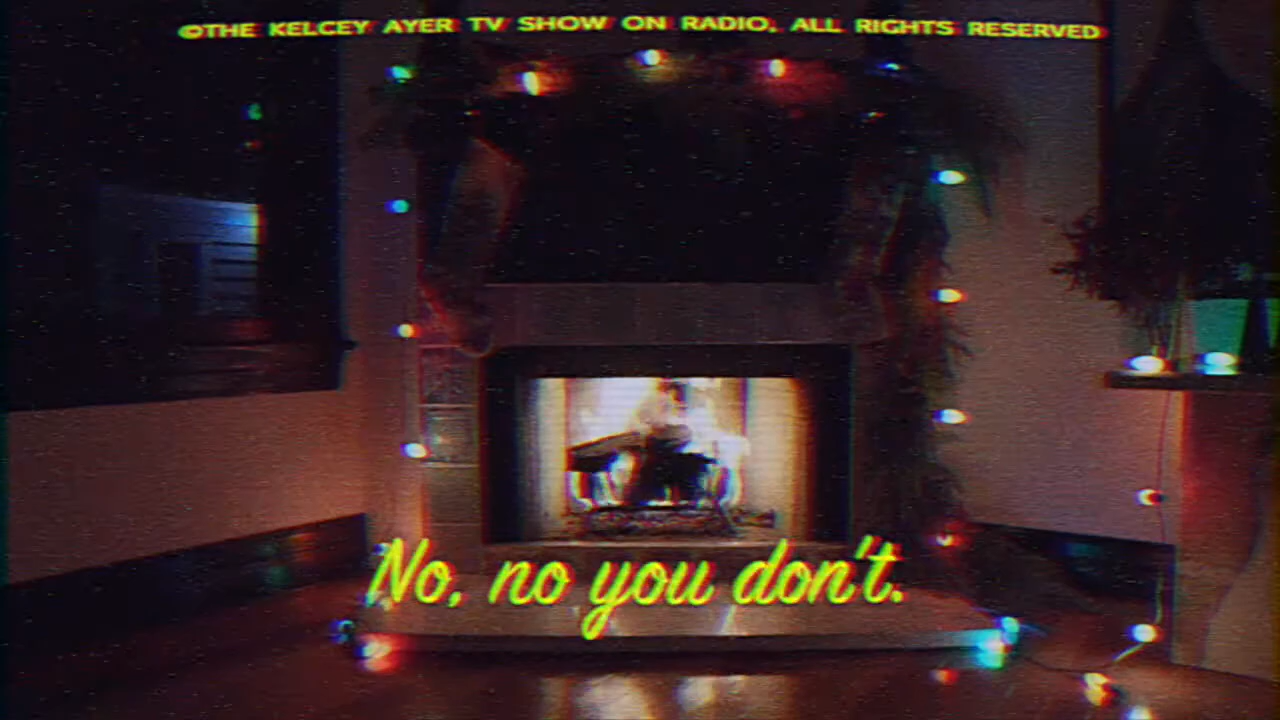 ©THE KELCEY AYER TV SHOW ON RADIO, ALL RIGHTS RESERVED
No, no you don't.